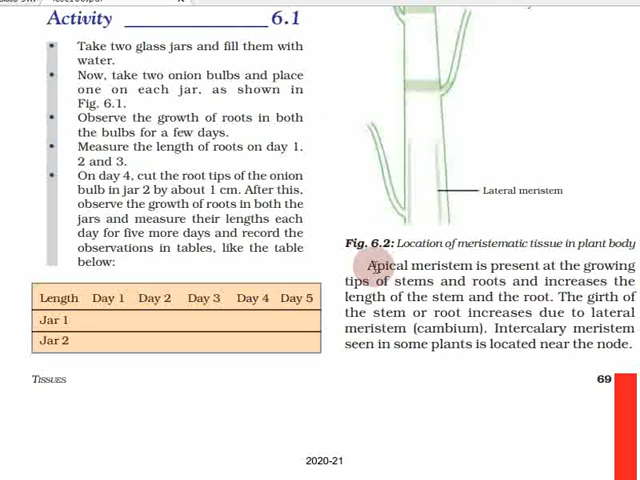 Activity ________________ 6.1
• Take two glass jars and fill them with
water.
• Now, take two onion bulbs and place
one on each jar, as shown in
Fig. 6.1.
• Observe the growth of roots in both
the bulbs for a few days.
• Measure the length of roots on day 1,
2 and 3.
• On day 4, cut the root tips of the onion
bulb in jar 2 by about 1 cm. After this,
observe the growth of roots in both the
jars and measure their lengths each
day for five more days and record the
observations in tables, like the table
below:
Length Day 1 Day 2 Day 3 Day 4 Day 5
Jar 1
Jar 2
TISSUES
Lateral meristem
Fig. 6.2: Location of meristematic tissue in plant body
Apical meristem is present at the growing
tips of stems and roots and increases the
length of the stem and the root. The girth of
the stem or root increases due to lateral
meristem (cambium). Intercalary meristem
seen in some plants is located near the node.
69
2020-21